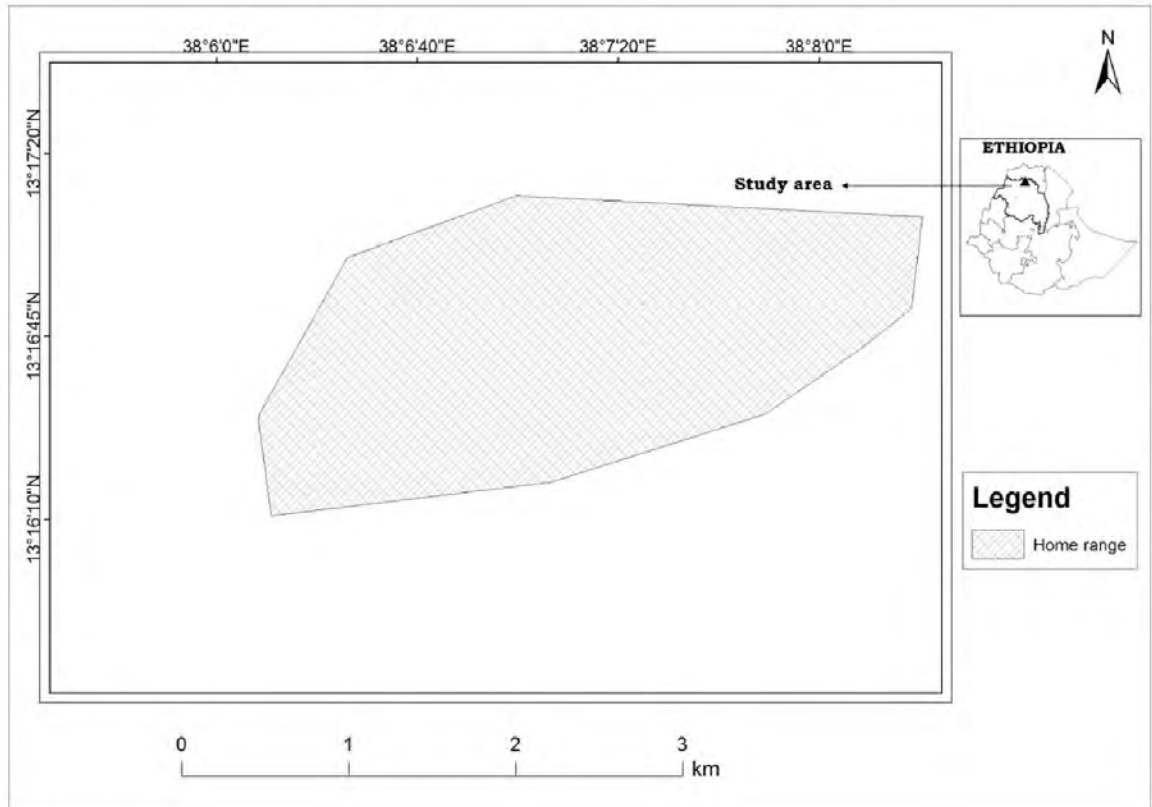 38°6'0"E 38°6'40"E 38°7'20"E 38°8'0"E
N
13°17'20"N
ETHIOPIA
Study area
13°16'45"N
Legend
Home range
13°16'10"N
0 1 2 3
km